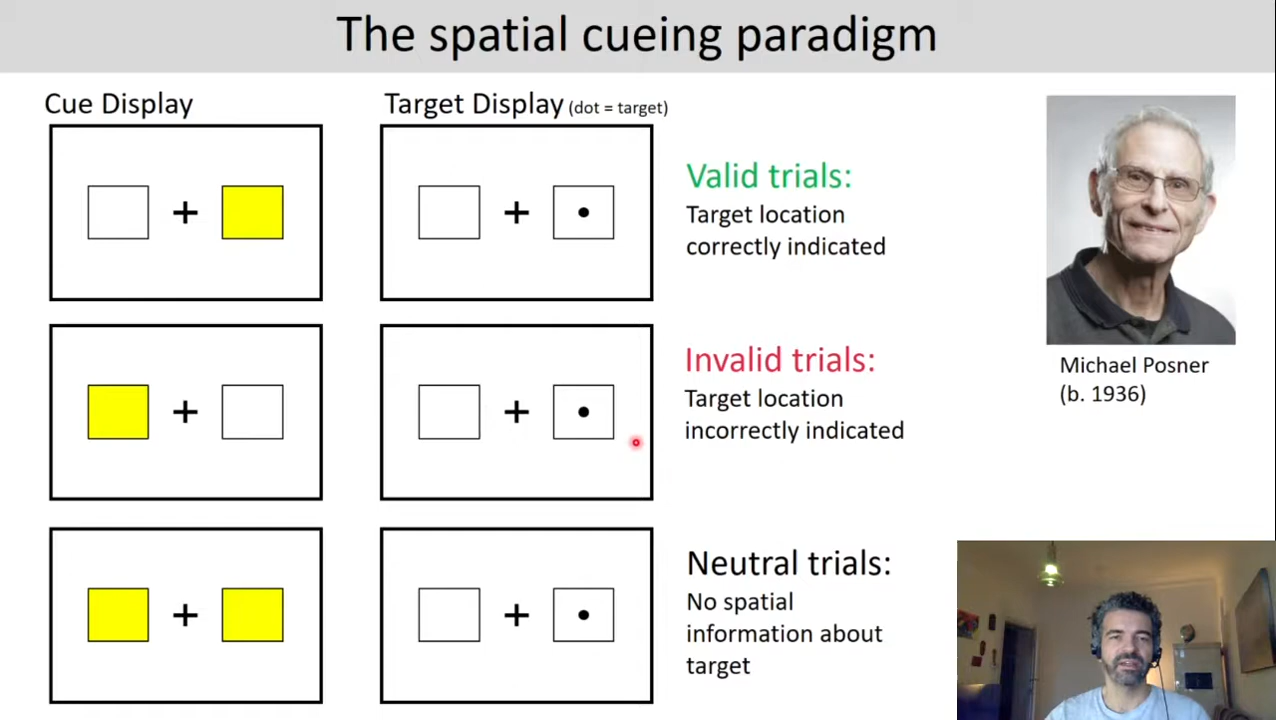 The spatial cueing paradigm
Cue Display
Target Display (dot = target)
Valid trials:
Target location
correctly indicated
Invalid trials:
Target location
incorrectly indicated
Neutral trials:
No spatial
information about
target
Michael Posner
(b. 1936)